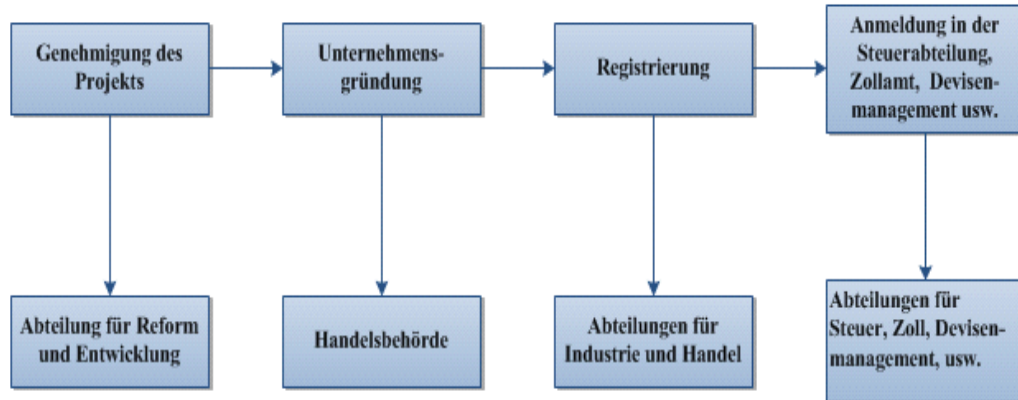 Genehmigung des
Projekts
Unternehmens-
gründung
Registrierung
Anmeldung in der
Steuerabteilung,
Zollamt, Devisen-
management usw.
Abteilung für Reform
und Entwicklung
Handelsbehörde
Abteilungen für
Industrie und Handel
Abteilungen für
Steuer, Zoll, Devisen-
management, usw.